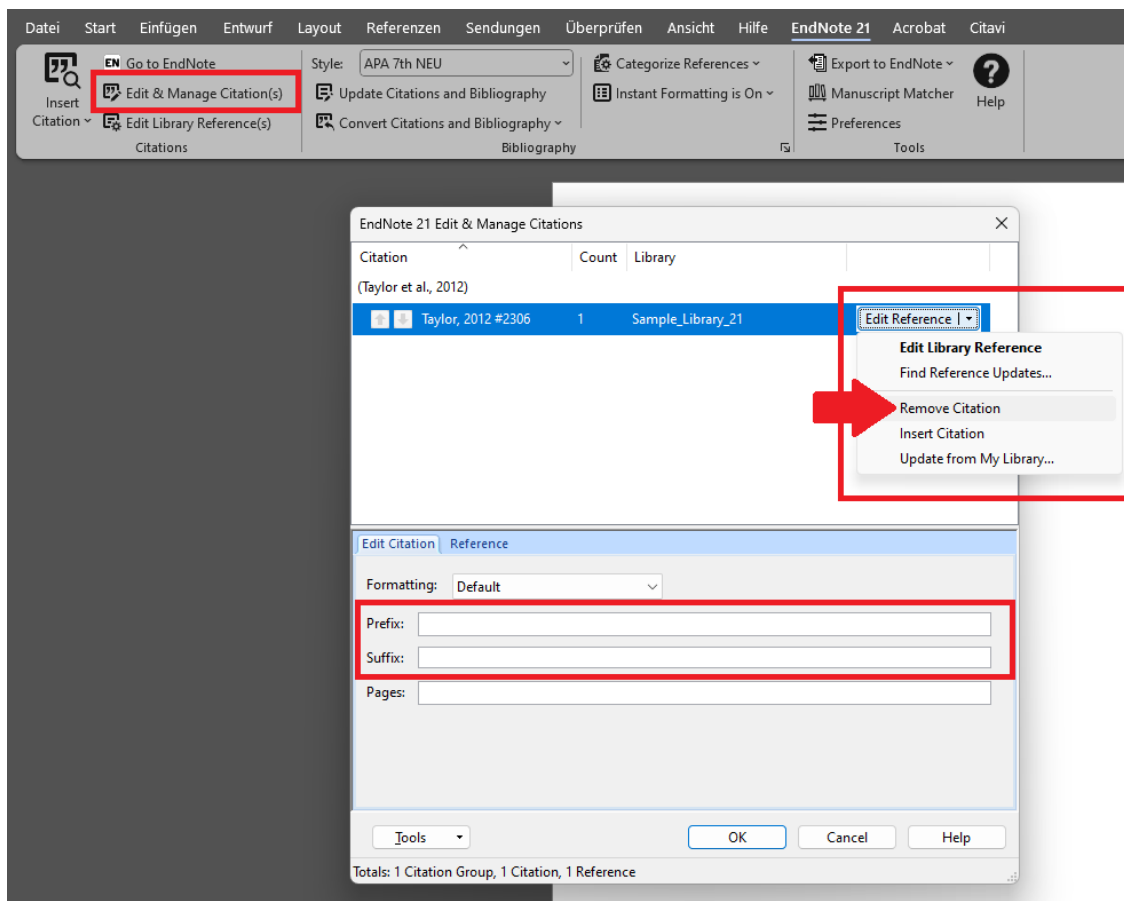 Datei Start Einfügen Entwurf Layout Referenzen Sendungen Überprüfen Ansicht Hilfe EndNote 21 Acrobat Citavi
Insert Citation
EN Go to EndNote
Edit & Manage Citation(s)
Edit Library Reference(s)
Citations
Style: APA 7th NEU
Update Citations and Bibliography
Convert Citations and Bibliography
Categorize References
Instant Formatting is On
Bibliography
Export to EndNote
Manuscript Matcher
Preferences
Help
Tools
EndNote 21 Edit & Manage Citations
Citation Count Library
(Taylor et al., 2012)
Taylor, 2012 #2306 1 Sample_Library_21 Edit Reference
Edit Library Reference
Find Reference Updates...
Remove Citation
Insert Citation
Update from My Library...
Edit Citation Reference
Formatting: Default
Prefix:
Suffix:
Pages:
Tools OK Cancel Help
Totals: 1 Citation Group, 1 Citation, 1 Reference